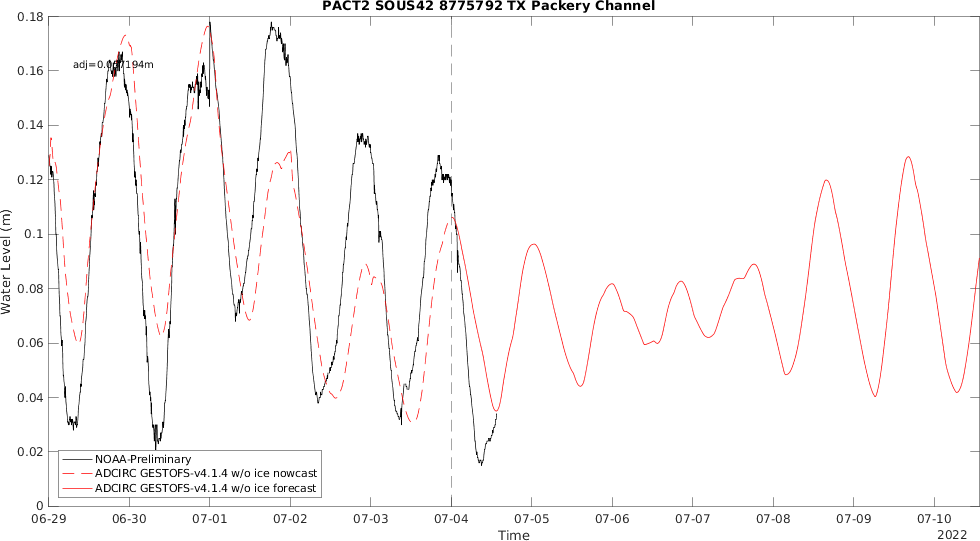 PACT2 SOUS42 8775792 TX Packery Channel
0.18
0.16
0.14
0.12
0.1
0.08
0.06
0.04
0.02
0
Water Level (m)
NOAA-Preliminary
ADCIRC GESTOFS-v4.1.4 w/o ice nowcast
ADCIRC GESTOFS-v4.1.4 w/o ice forecast
06-29 06-30 07-01 07-02 07-03 07-04 07-05 07-06 07-07 07-08 07-09 07-10
Time
2022